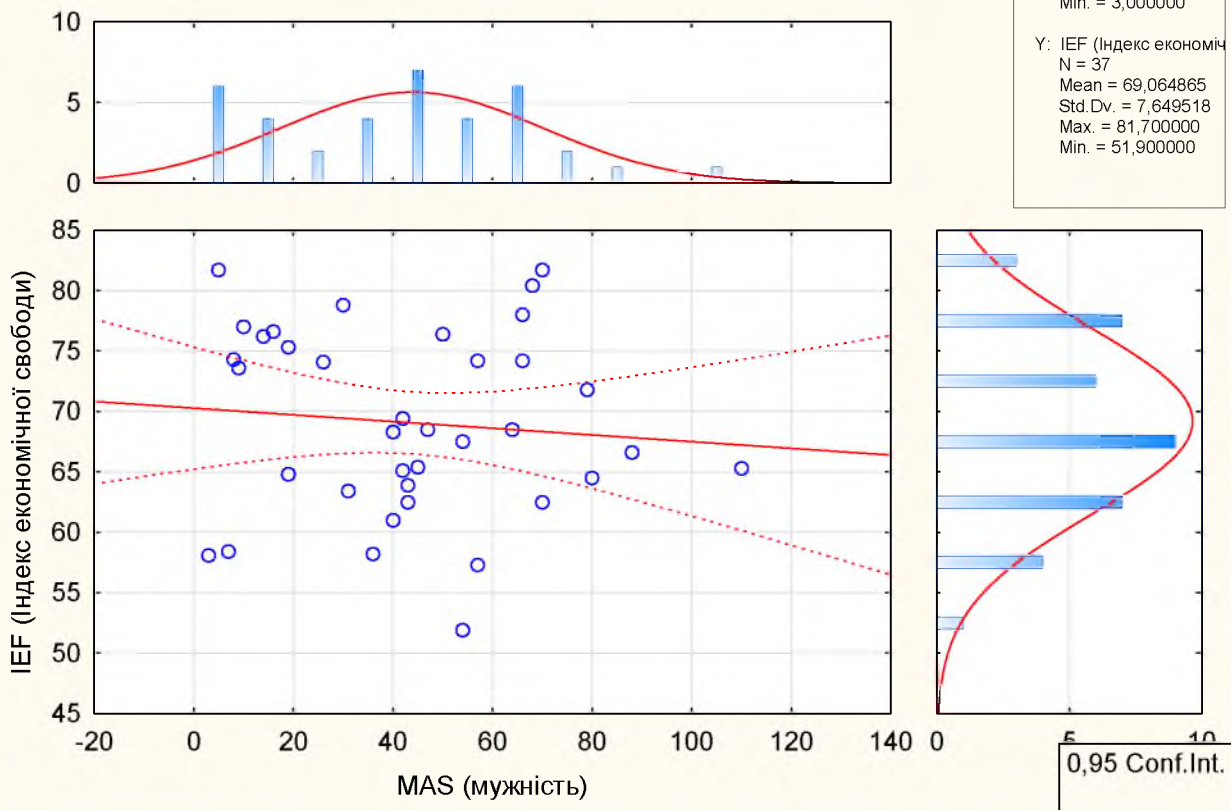 10
5
0
Min. = 3,000000
Y: IEF (Індекс економіч
N = 37
Mean = 69,064865
Std.Dv. = 7,649518
Max. = 81,700000
Min. = 51,900000
IEF (Індекс економічної свободи)
85
80
75
70
65
60
55
50
45
-20 0 20 40 60 80 100 120 140
0 5 10
MAS (мужність)
0,95 Conf.Int.